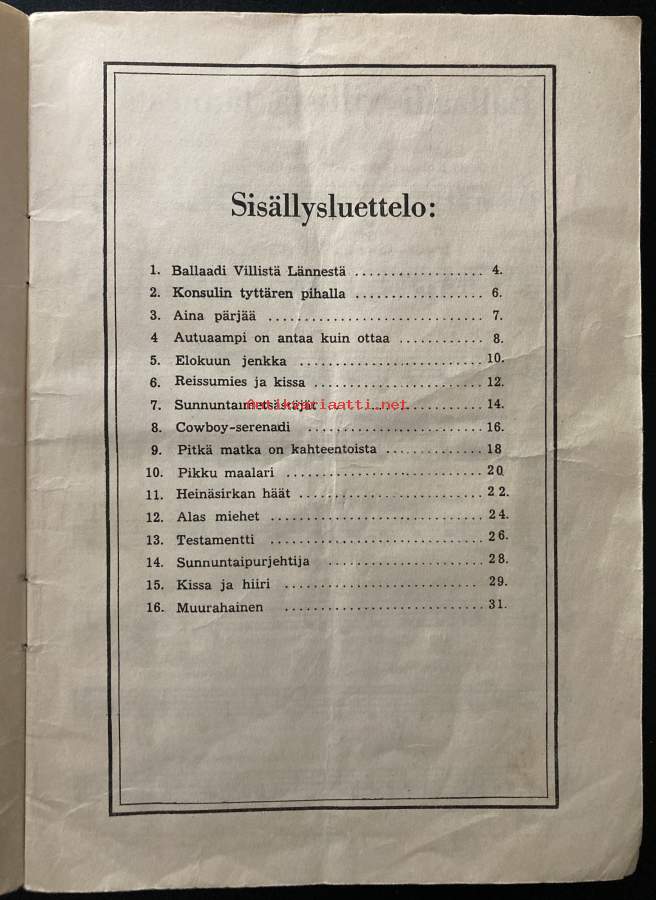 Sisällysluettelo:
1. Ballaadi Villistä Lännestä .................. 4.
2. Konsulin tyttären pihalla .................. 6.
3. Aina pärjää .............................. 7.
4 Autuaampi on antaa kuin ottaa ............ 8.
5. Elokuun jenkka .......................... 10.
6. Reissumies ja kissa ........................ 12.
7. Sunnuntaimetsästäjät ............ 14.
8. Cowboy-serenadi ......................... 16.
9. Pitkä matka on kahteentoista .............. 18
10. Pikku maalari ............................ 20
11. Heinäsirkan häät .......................... 22.
12. Alas miehet .............................. 24.
13. Testamentti .............................. 26.
14. Sunnuntaipurjehtija ...................... 28.
15. Kissa ja hiiri ............................ 29.
16. Muurahainen ............................ 31.
Antikvariaatti.net